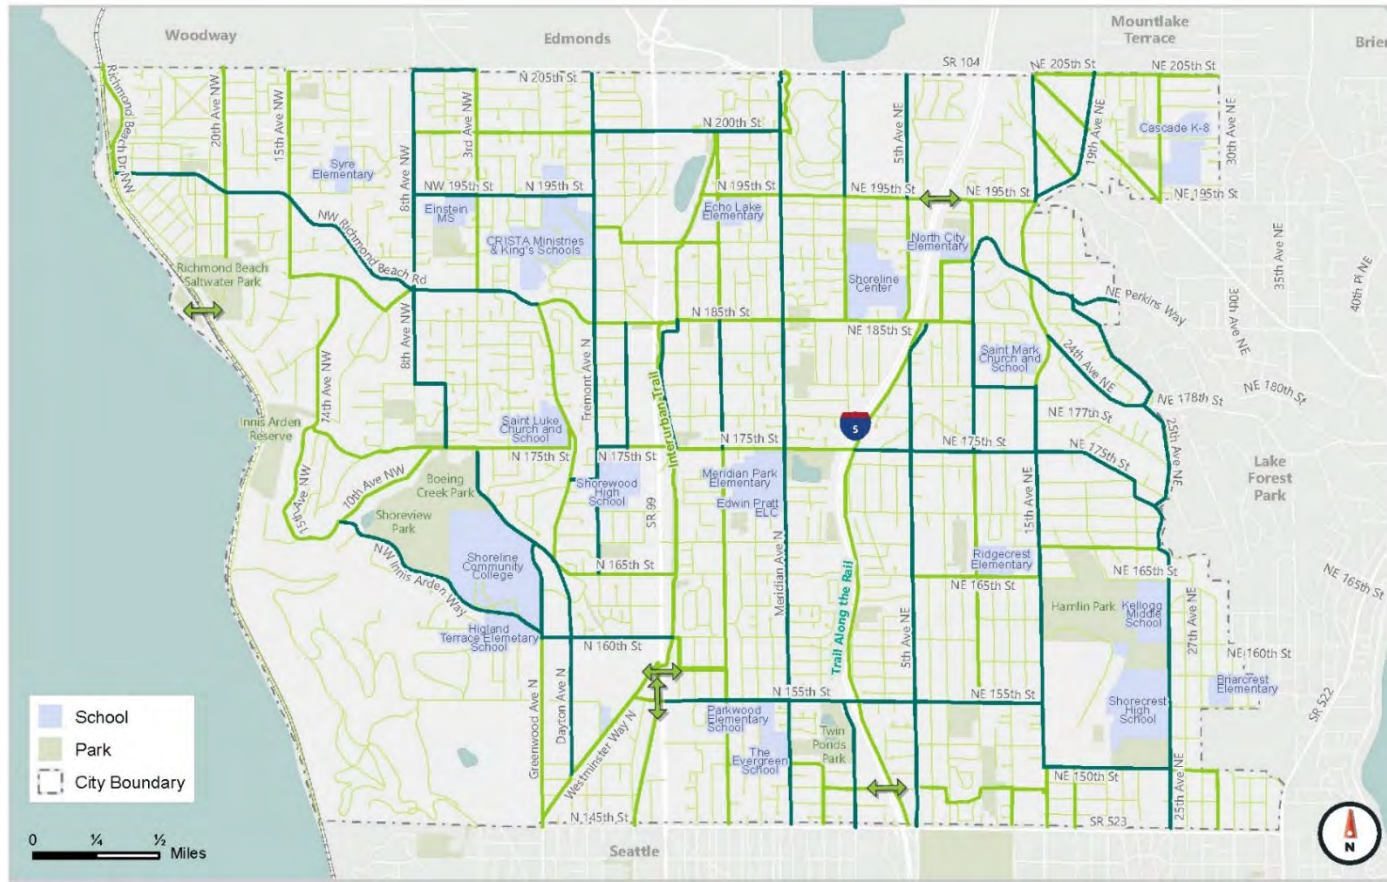 Woodway
Edmonds
Mountlake
Terrace
Brier
SR 104
NE 205th St
NE 205th St
N 205th St
Richmond Beach Dr NW
20th Ave NW
15th Ave NW
8th Ave NW
3rd Ave NW
N 200th St
5th Ave NE
19th Ave NE
Cascade K-8
30th Ave NE
Syre
Elementary
NW 195th St
N 195th St
N 195th St
NE 195th St
NE 195th St
NE 195th St
Einstein
MS
Echo Lake
Elementary
NW Richmond Beach Rd
CRISTA Ministries
& King's Schools
North City
Elementary
Richmond Beach
Saltwater Park
Shoreline
Center
35th Ave NE
40th Pl NE
NE Perkins Way
30th Ave NE
N 185th St
NE 185th St
8th Ave NW
Fremont Ave N
14th Ave NW
Interurban Trail
Saint Mark
Church and
School
24th Ave NE
NE 180th St
NE 178th St
5
Innis Arden
Reserve
Saint Luke
Church and
School
NE 177th St
25th Ave NE
N 175th St
N 175th St
N 175th St
NE 175th St
NE 175th St
15th Ave NW
10th Ave NW
Boeing
Creek Park
Shorewood
High
School
SR 99
Meridian Park
Elementary
Edwin Pratt
ELC
15th Ave NE
Lake
Forest
Park
Shoreview
Park
Shoreline
Community
College
NW Innis Arden Way
N 165th St
Meridian Ave N
Trail Along the Rail
5th Ave NE
Ridgecrest
Elementary
NE 165th St
NE 165th St
NE 165th St
Hamlin Park
Kellogg
Middle
School
27th Ave NE
Higland
Terrace Elemetary
School
N 160th St
NE 160th St
Briarcrest
Elementary
SR 522
Greenwood Ave N
Dayton Ave N
Westminster Way N
N 155th St
NE 155th St
Parkwood
Elementary
School
The
Evergreen
School
Twin
Ponds
Park
Shorecrest
High
School
NE 150th St
25th Ave NE
N 145th St
SR 523
Seattle
School
Park
City Boundary
0 ¼ ½
Miles
N